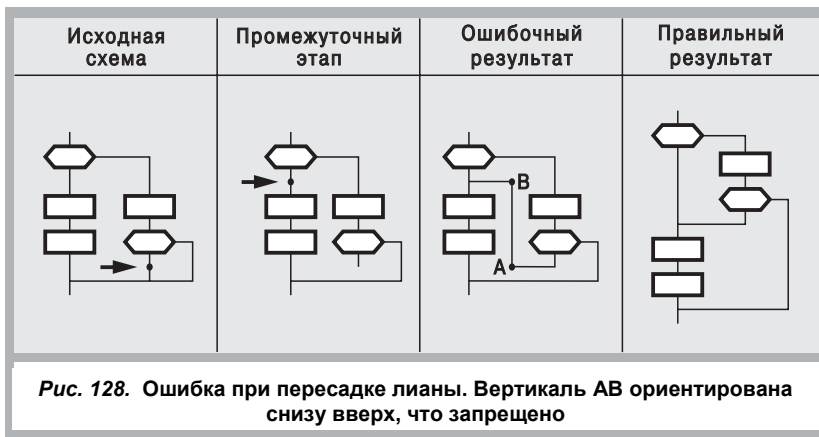 Исходная
схема
Промежуточный
этап
Ошибочный
результат
Правильный
результат
B
A
Рис. 128. Ошибка при пересадке лианы. Вертикаль АВ ориентирована
снизу вверх, что запрещено